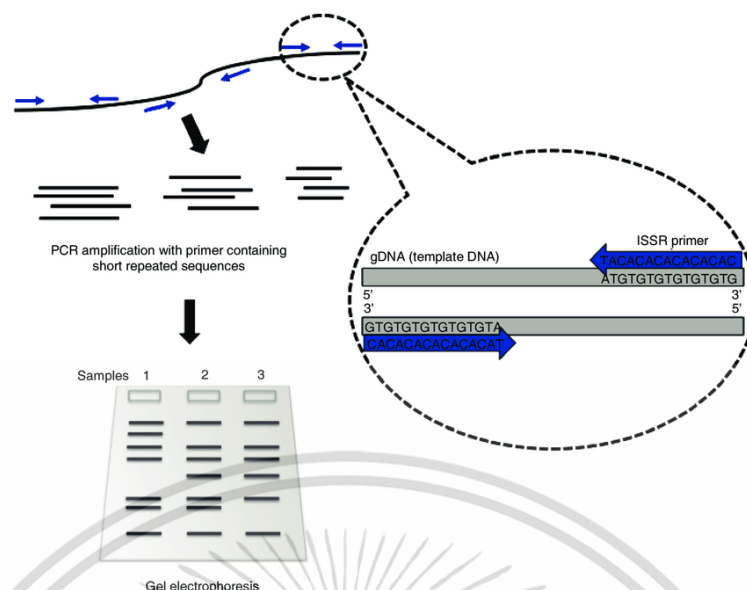 PCR amplification with primer containing
short repeated sequences
ISSR primer
gDNA (template DNA)
TACACACACACACAC
ATGTGTGTGTGTGTG
5' 3'
3' 5'
GTGTGTGTGTGTGTA
CACACACACACACAT
Samples 1 2 3
Gel electrophoresis